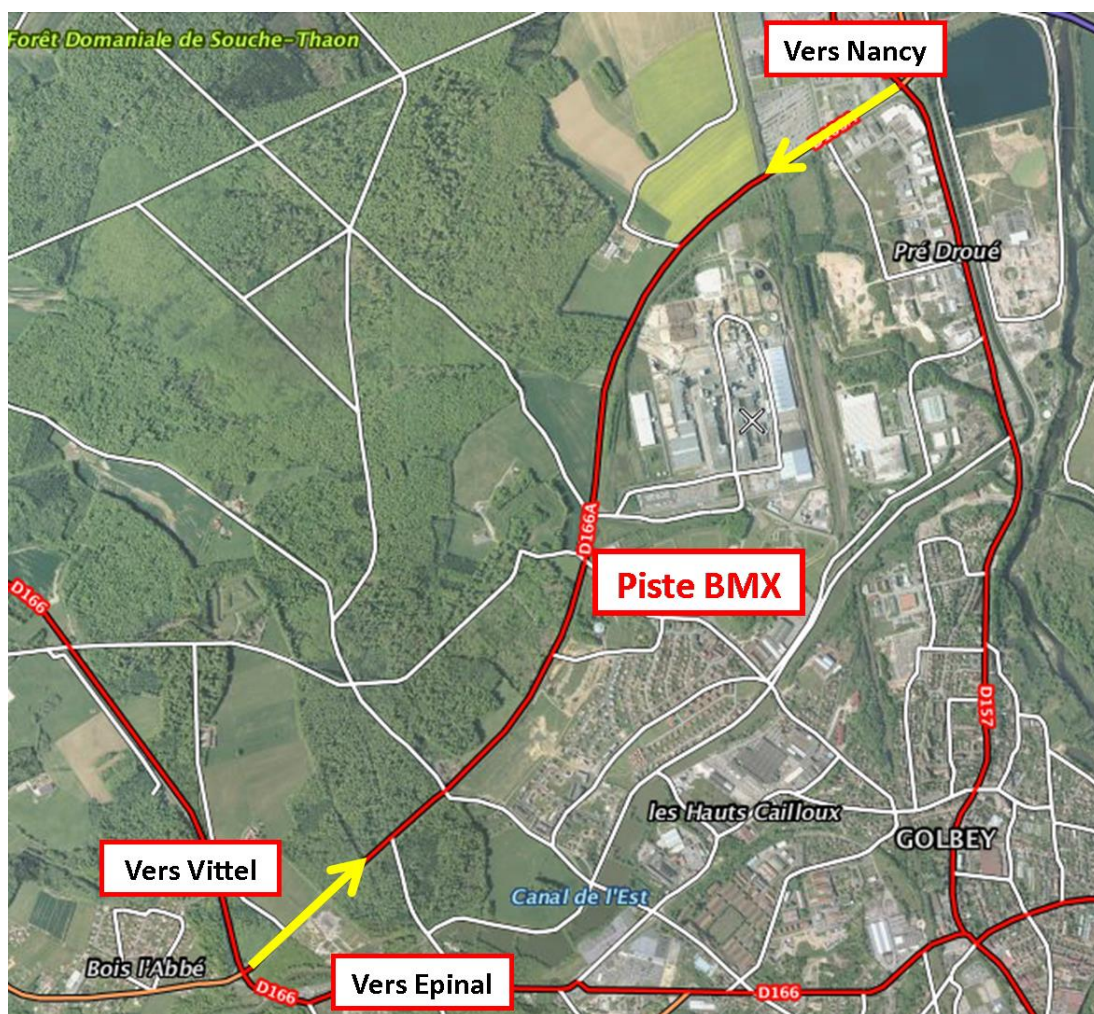 Forêt Domaniale de Souche-Thaon
Vers Nancy
Pré Droué
D166A
Piste BMX
D166
D157
les Hauts Cailloux
GOLBEY
Vers Vittel
Canal de l'Est
Bois l'Abbé
Vers Epinal
D166
D166